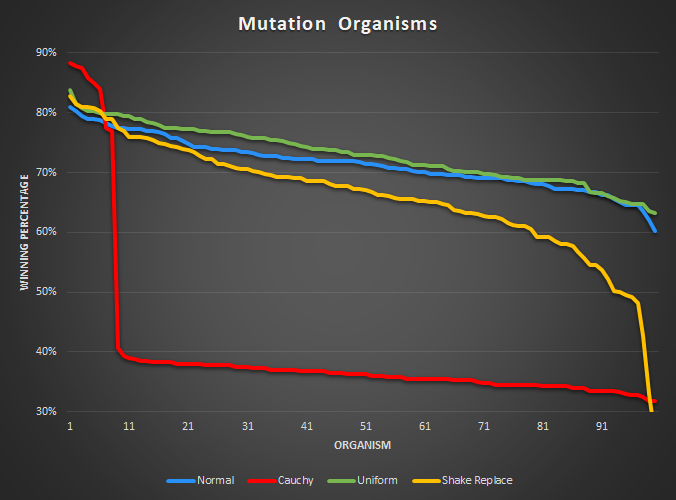 Mutation Organisms
90%
80%
70%
60%
50%
40%
30%
WINNING PERCENTAGE
1 11 21 31 41 51 61 71 81 91
ORGANISM
Normal Cauchy Uniform Shake Replace